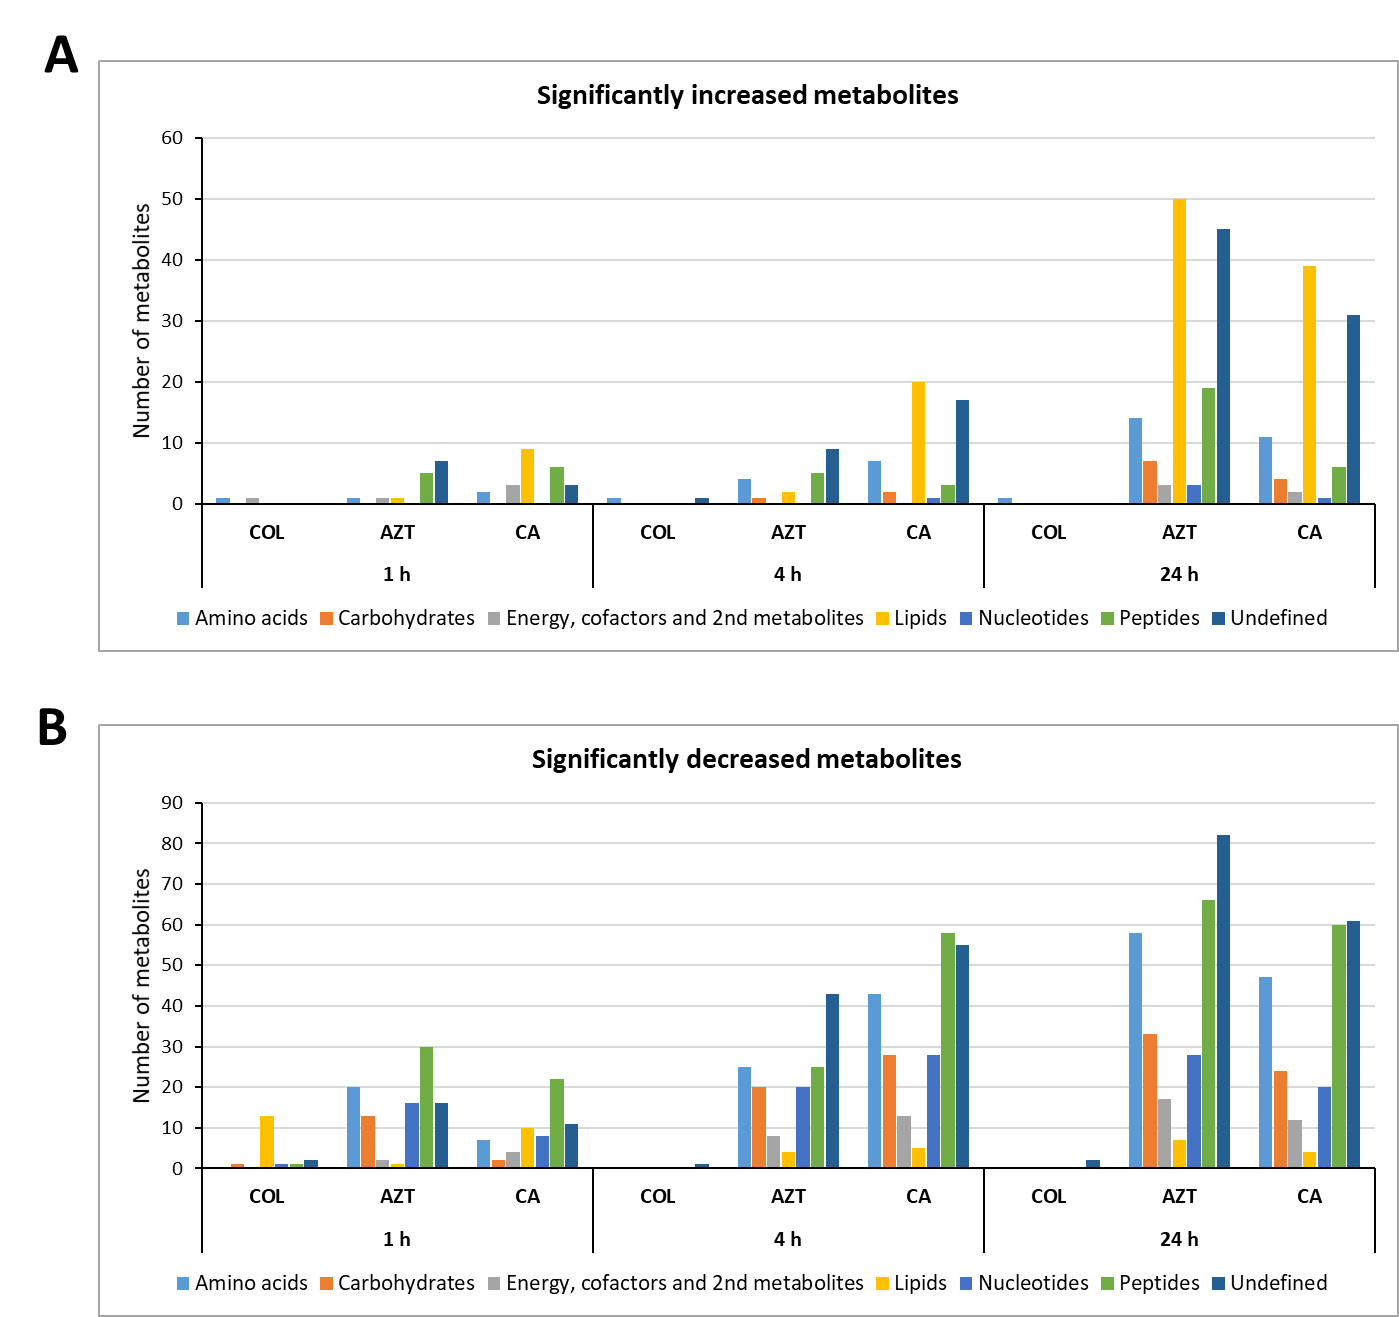 A
Significantly increased metabolites
60
50
40
30
20
10
0
Number of metabolites
COL AZT CA COL AZT CA COL AZT CA
1 h 4 h 24 h
Amino acids Carbohydrates Energy, cofactors and 2nd metabolites Lipids Nucleotides Peptides Undefined
B
Significantly decreased metabolites
90
80
70
60
50
40
30
20
10
0
Number of metabolites
COL AZT CA COL AZT CA COL AZT CA
1 h 4 h 24 h
Amino acids Carbohydrates Energy, cofactors and 2nd metabolites Lipids Nucleotides Peptides Undefined